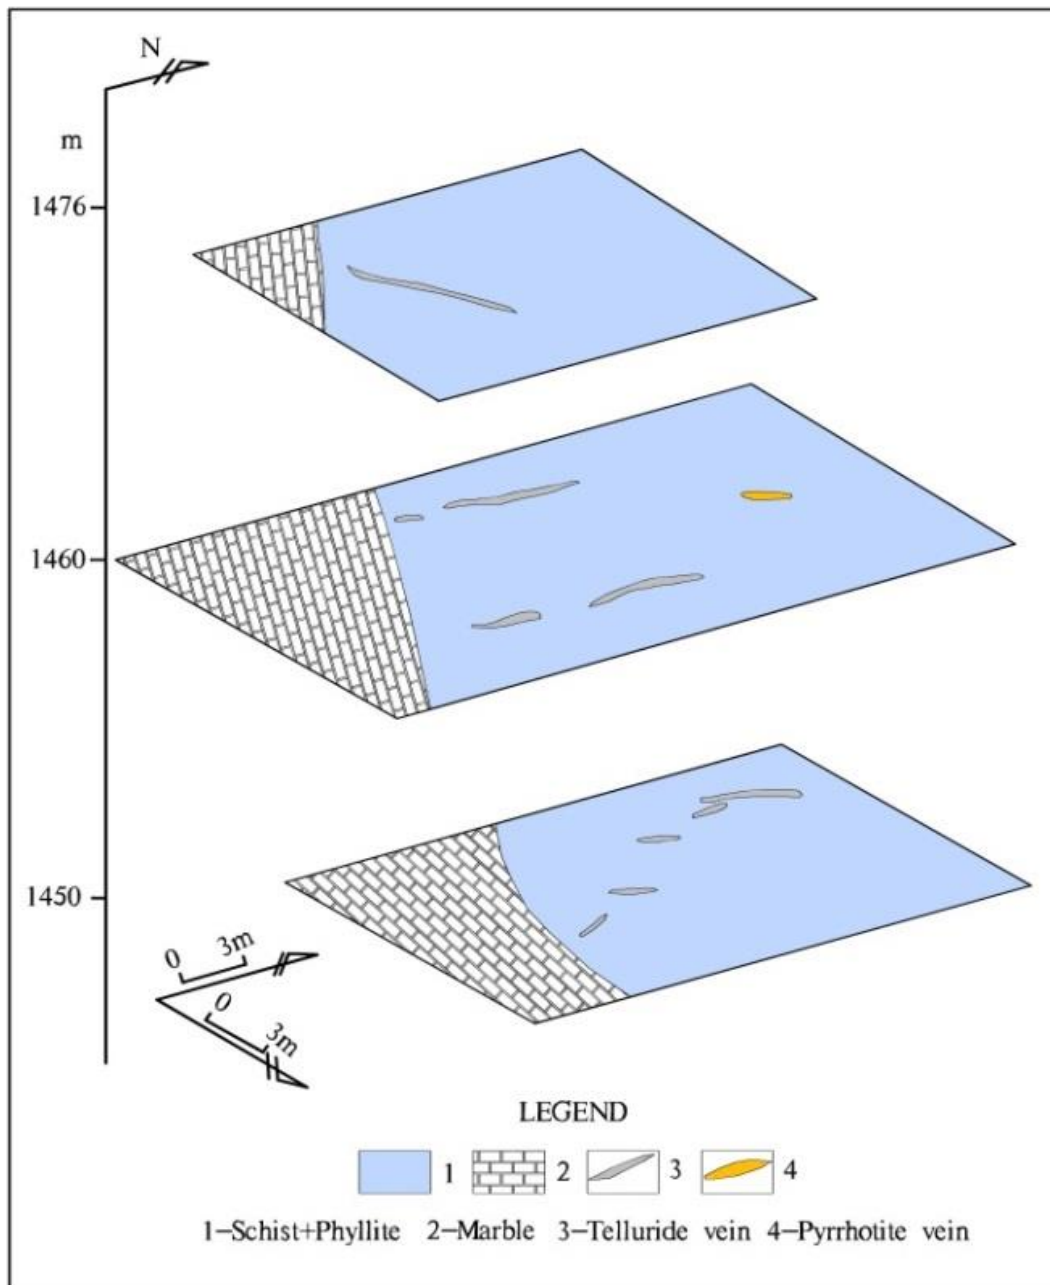 N
m
1476
1460
1450
0 3m
0 3m
LEGEND
1 2 3 4
1–Schist+Phyllite 2–Marble 3–Telluride vein 4–Pyrrhotite vein